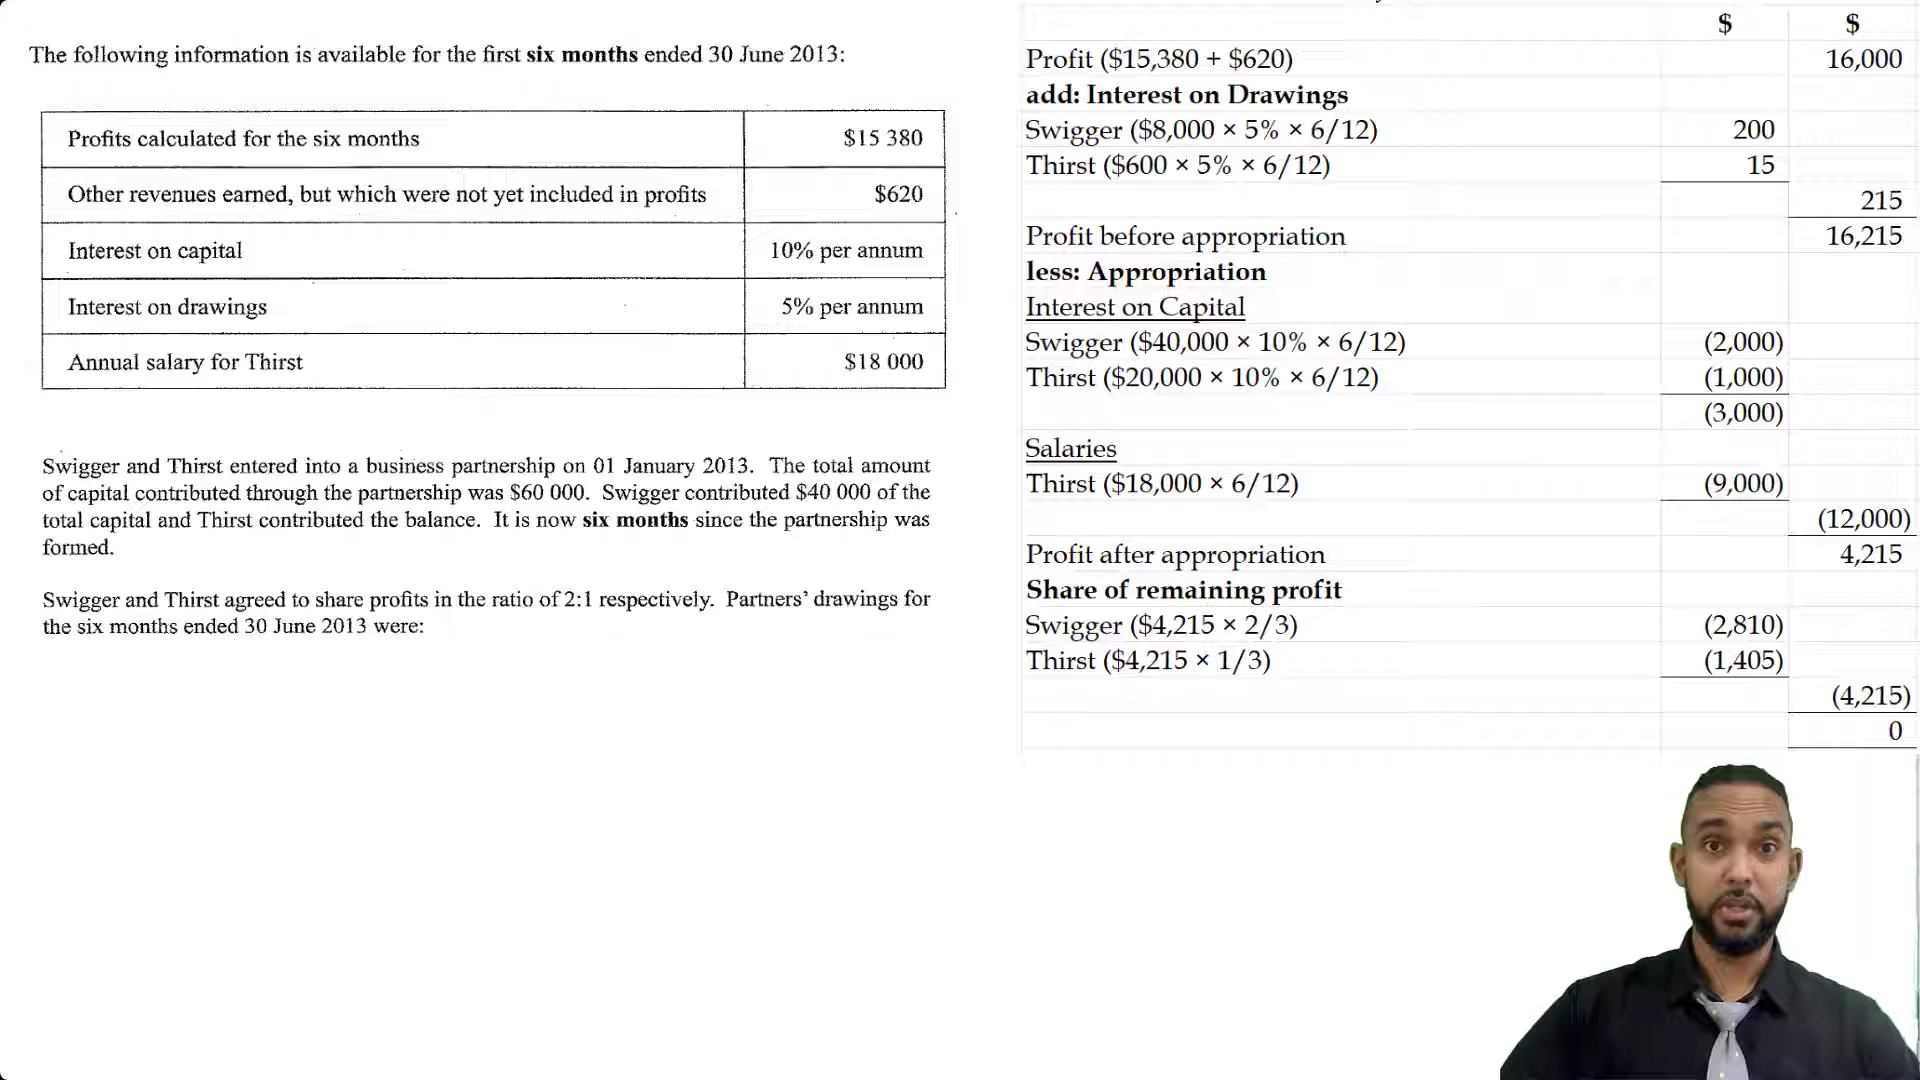 The following information is available for the first six months ended 30 June 2013:
Profits calculated for the six months $15 380
Other revenues earned, but which were not yet included in profits $620
Interest on capital 10% per annum
Interest on drawings 5% per annum
Annual salary for Thirst $18 000
Swigger and Thirst entered into a business partnership on 01 January 2013. The total amount
of capital contributed through the partnership was $60 000. Swigger contributed $40 000 of the
total capital and Thirst contributed the balance. It is now six months since the partnership was
formed.
Swigger and Thirst agreed to share profits in the ratio of 2:1 respectively. Partners' drawings for
the six months ended 30 June 2013 were:
$ $
Profit ($15,380 + $620) 16,000
add: Interest on Drawings
Swigger ($8,000 × 5% × 6/12) 200
Thirst ($600 × 5% × 6/12) 15
215
Profit before appropriation 16,215
less: Appropriation
Interest on Capital
Swigger ($40,000 × 10% × 6/12) (2,000)
Thirst ($20,000 × 10% × 6/12) (1,000)
(3,000)
Salaries
Thirst ($18,000 × 6/12) (9,000)
(12,000)
Profit after appropriation 4,215
Share of remaining profit
Swigger ($4,215 × 2/3) (2,810)
Thirst ($4,215 × 1/3) (1,405)
(4,215)
0